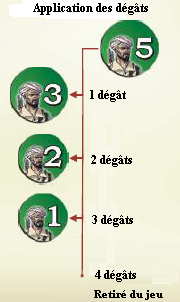 Application des dégâts
5
3
1 dégât
2
2 dégâts
1
3 dégâts
4 dégâts
Retiré du jeu